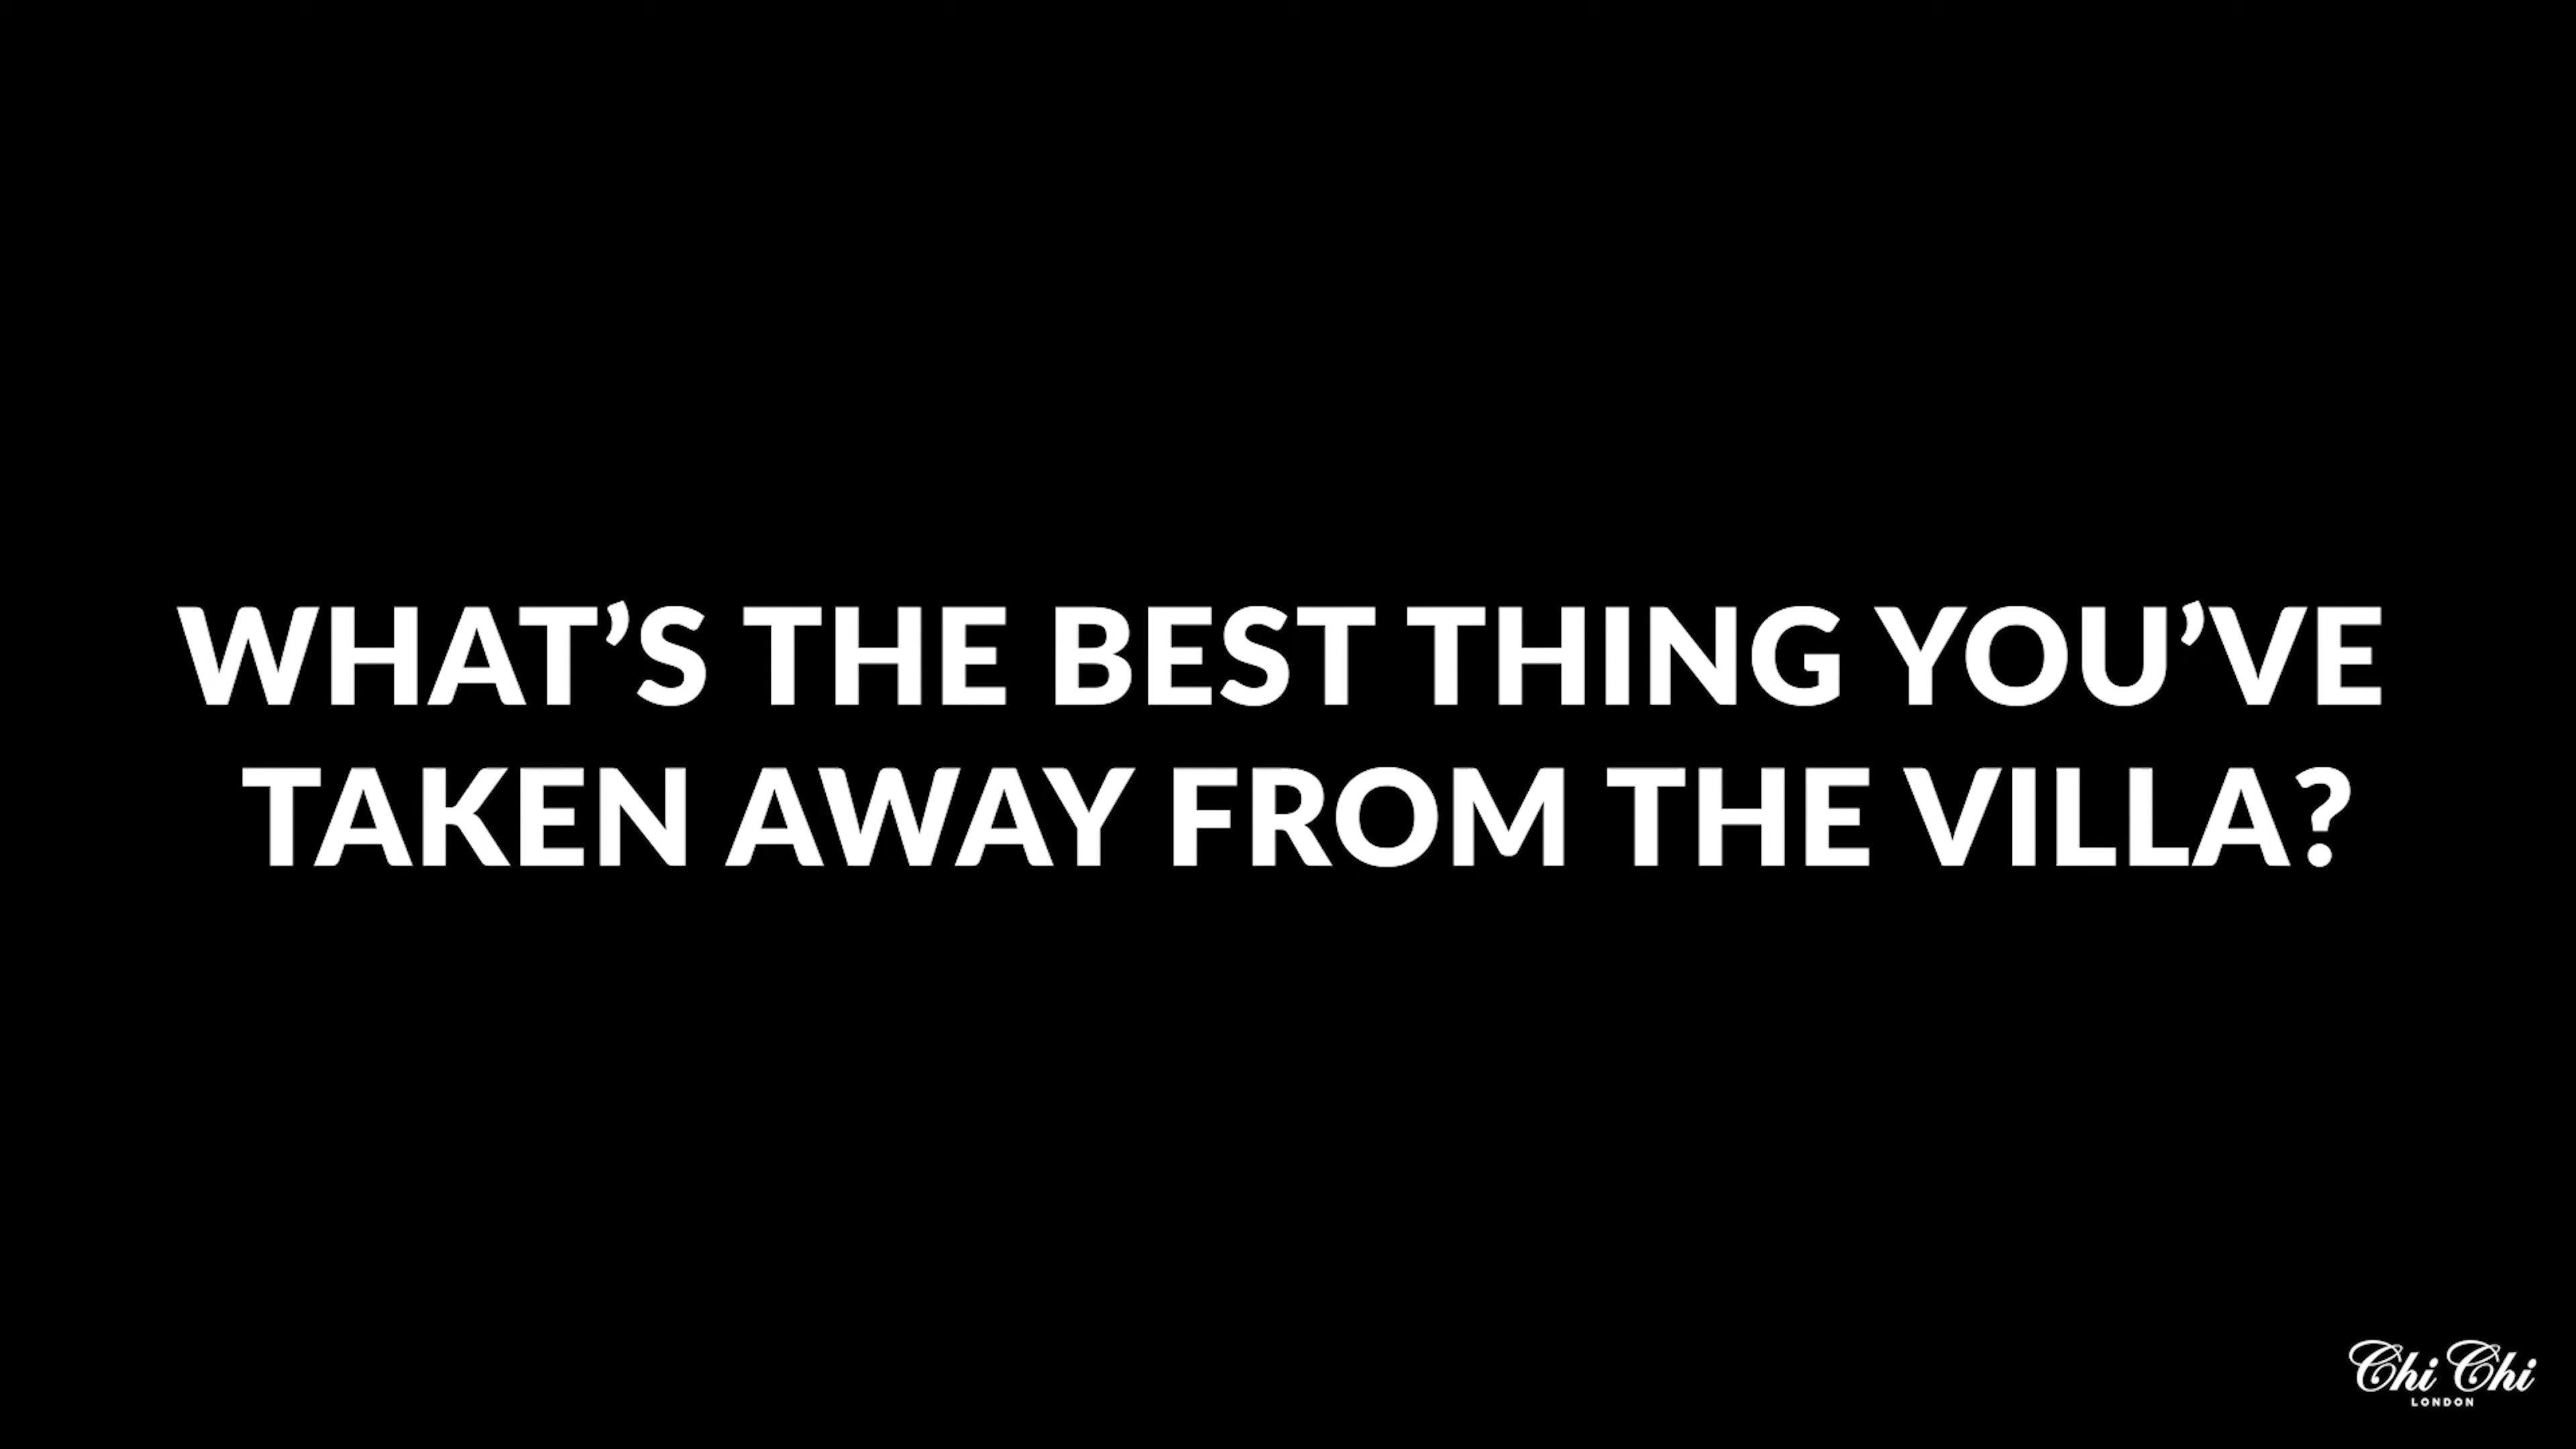 WHAT’S THE BEST THING YOU’VE
TAKEN AWAY FROM THE VILLA?
Chi Chi
LONDON